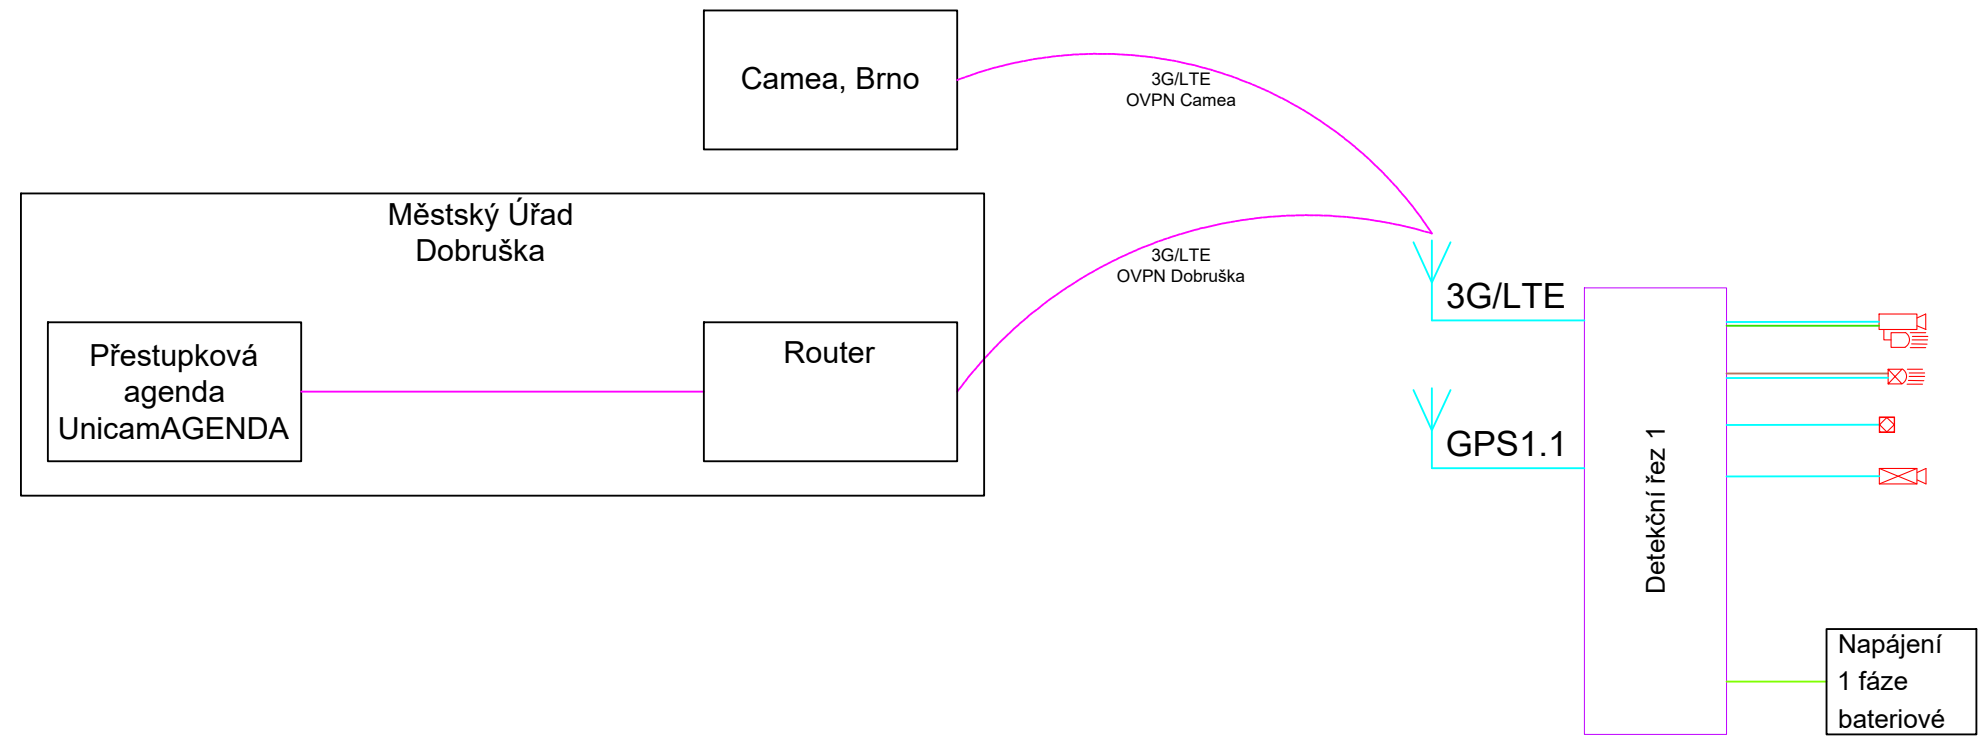 Camea, Brno
3G/LTE
OVPN Camea
Městský Úřad
Dobruška
3G/LTE
OVPN Dobruška
Přestupková
agenda
UnicamAGENDA
Router
3G/LTE
GPS1.1
Detekční řez 1
Napájení
1 fáze
bateriové